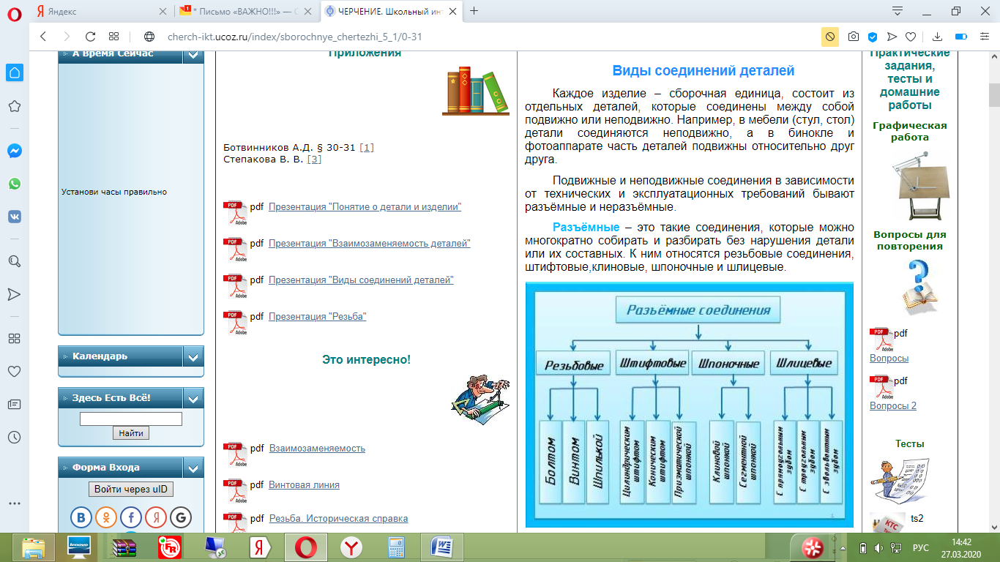 Яндекс
* Письмо «ВАЖНО!!!» — С
ЧЕРЧЕНИЕ. Школьный инт
cherch-ikt.ucoz.ru/index/sborochnye_chertezhi_5_1/0-31
А Время Сейчас
Установи часы правильно
Календарь
Здесь Есть Всё!
Найти
Форма Входа
Войти через uID
Приложения
Ботвинников А.Д. § 30-31 [1]
Степакова В. В. [3]
pdf Презентация "Понятие о детали и изделии"
pdf Презентация "Взаимозаменяемость деталей"
pdf Презентация "Виды соединений деталей"
pdf Презентация "Резьба"
Это интересно!
pdf Взаимозаменяемость
pdf Винтовая линия
pdf Резьба. Историческая справка
Виды соединений деталей
Каждое изделие – сборочная единица, состоит из
отдельных деталей, которые соединены между собой
подвижно или неподвижно. Например, в мебели (стул, стол)
детали соединяются неподвижно, а в бинокле и
фотоаппарате часть деталей подвижны относительно друг
друга.
Подвижные и неподвижные соединения в зависимости
от технических и эксплуатационных требований бывают
разъёмные и неразъёмные.
Разъёмные – это такие соединения, которые можно
многократно собирать и разбирать без нарушения детали
или их составных. К ним относятся резьбовые соединения,
штифтовые,клиновые, шпоночные и шлицевые.
Разъёмные соединения
Резьбовые
Штифтовые
Шпоночные
Шлицевые
Болтом
Винтом
Шпилькой
Цилиндрическим штифтом
Коническим штифтом
Призматической шпонкой
Клиновой шпонкой
Сегментной шпонкой
С прямоугольным зубом
С треугольным зубом
С эвольвентным зубом
1
Практические
задания,
тесты и
домашние
работы
Графическая
работа
Вопросы для
повторения
pdf
Вопросы
pdf
Вопросы 2
Тесты
ts2
РУС
14:42
27.03.2020